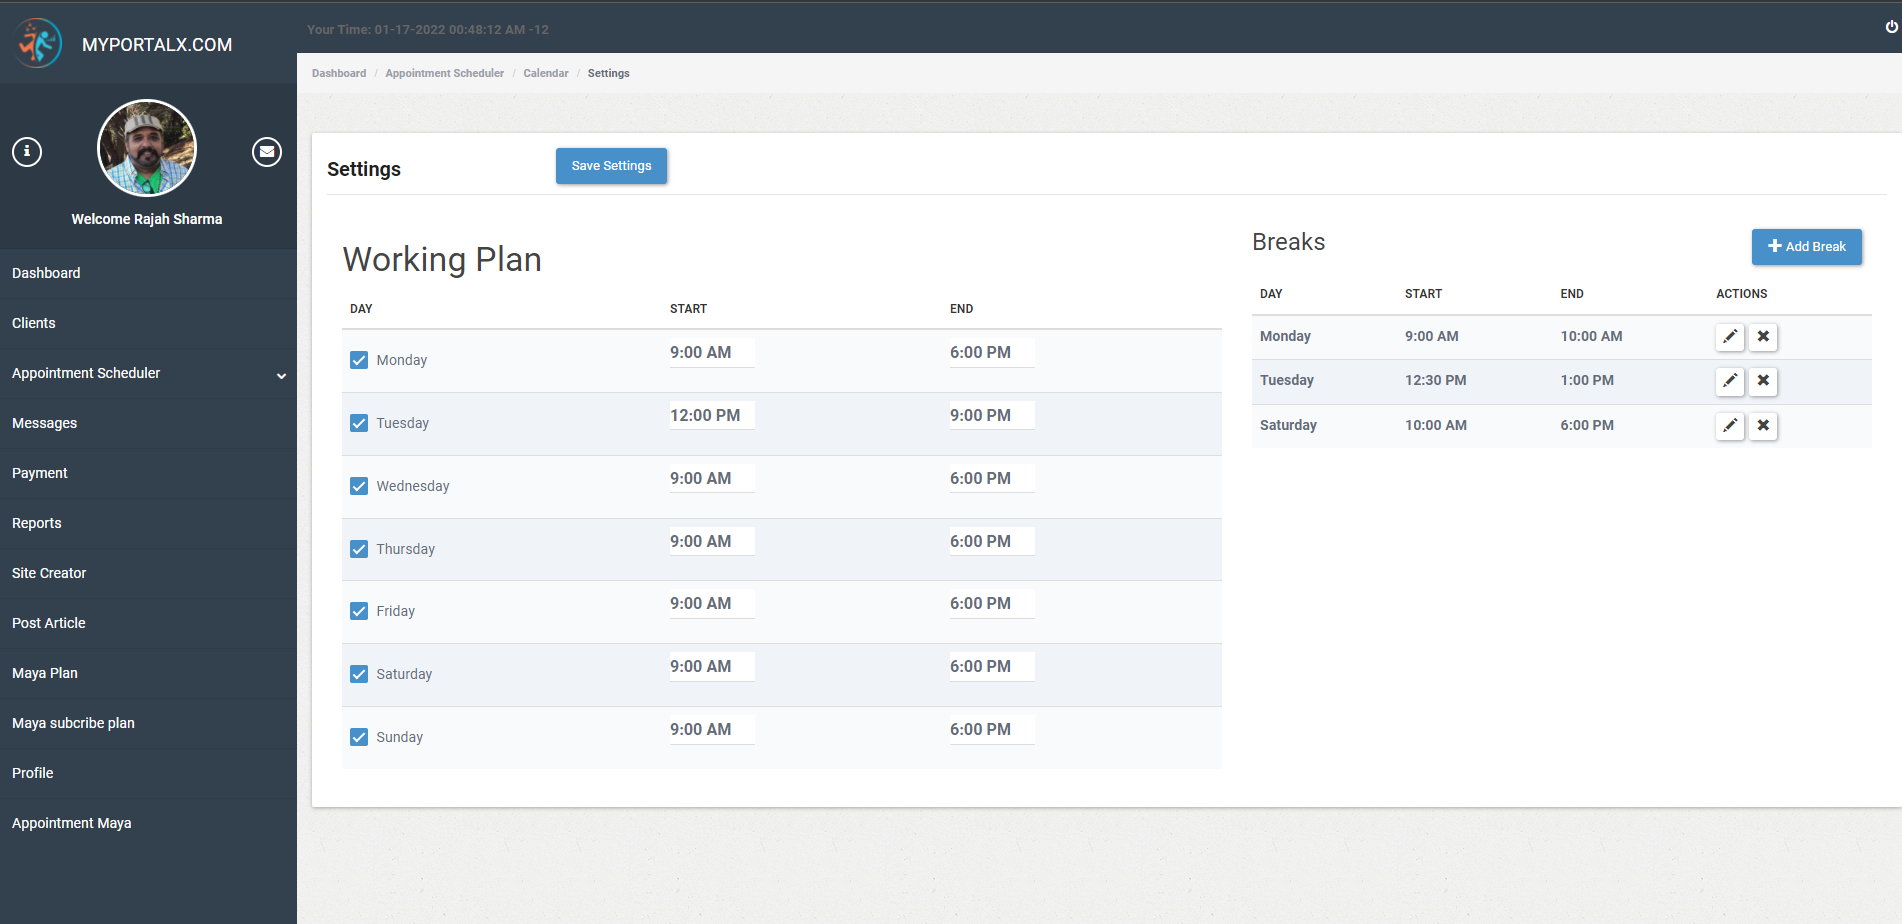 MYPORTALX.COM
Your Time: 01-17-2022 00:48:12 AM -12
Dashboard / Appointment Scheduler / Calendar / Settings
Welcome Rajah Sharma
Dashboard
Clients
Appointment Scheduler
Messages
Payment
Reports
Site Creator
Post Article
Maya Plan
Maya subcribe plan
Profile
Appointment Maya
Settings
Save Settings
Working Plan
DAY START END
Monday 9:00 AM 6:00 PM
Tuesday 12:00 PM 9:00 PM
Wednesday 9:00 AM 6:00 PM
Thursday 9:00 AM 6:00 PM
Friday 9:00 AM 6:00 PM
Saturday 9:00 AM 6:00 PM
Sunday 9:00 AM 6:00 PM
Breaks
Add Break
DAY START END ACTIONS
Monday 9:00 AM 10:00 AM
Tuesday 12:30 PM 1:00 PM
Saturday 10:00 AM 6:00 PM